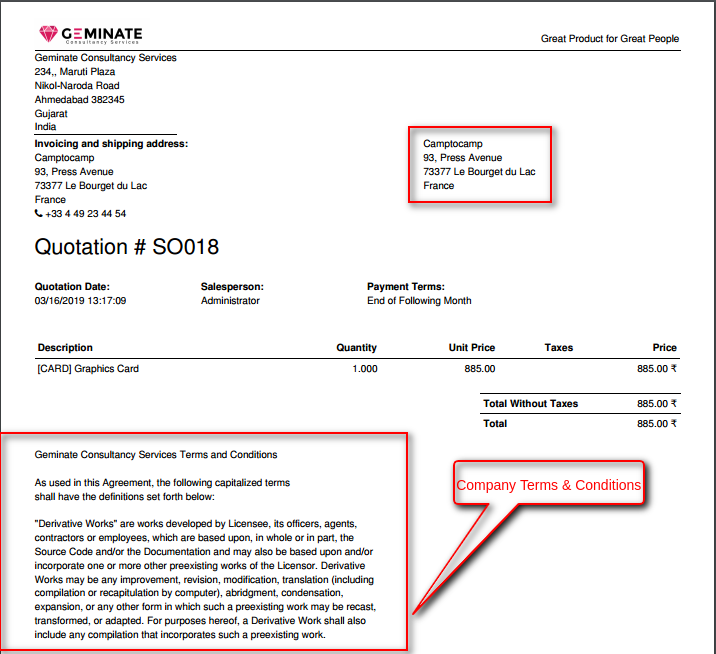 GEMINATE
Consultancy Services
Great Product for Great People
Geminate Consultancy Services
234,, Maruti Plaza
Nikol-Naroda Road
Ahmedabad 382345
Gujarat
India
Invoicing and shipping address:
Camptocamp
93, Press Avenue
73377 Le Bourget du Lac
France
+33 4 49 23 44 54
Camptocamp
93, Press Avenue
73377 Le Bourget du Lac
France
Quotation # SO018
Quotation Date: Salesperson: Payment Terms:
03/16/2019 13:17:09 Administrator End of Following Month
Description Quantity Unit Price Taxes Price
[CARD] Graphics Card 1.000 885.00 885.00 ₹
Total Without Taxes 885.00 ₹
Total 885.00 ₹
Geminate Consultancy Services Terms and Conditions
As used in this Agreement, the following capitalized terms
shall have the definitions set forth below:
"Derivative Works" are works developed by Licensee, its officers, agents,
contractors or employees, which are based upon, in whole or in part, the
Source Code and/or the Documentation and may also be based upon and/or
incorporate one or more other preexisting works of the Licensor. Derivative
Works may be any improvement, revision, modification, translation (including
compilation or recapitulation by computer), abridgment, condensation,
expansion, or any other form in which such a preexisting work may be recast,
transformed, or adapted. For purposes hereof, a Derivative Work shall also
include any compilation that incorporates such a preexisting work.
Company Terms & Conditions